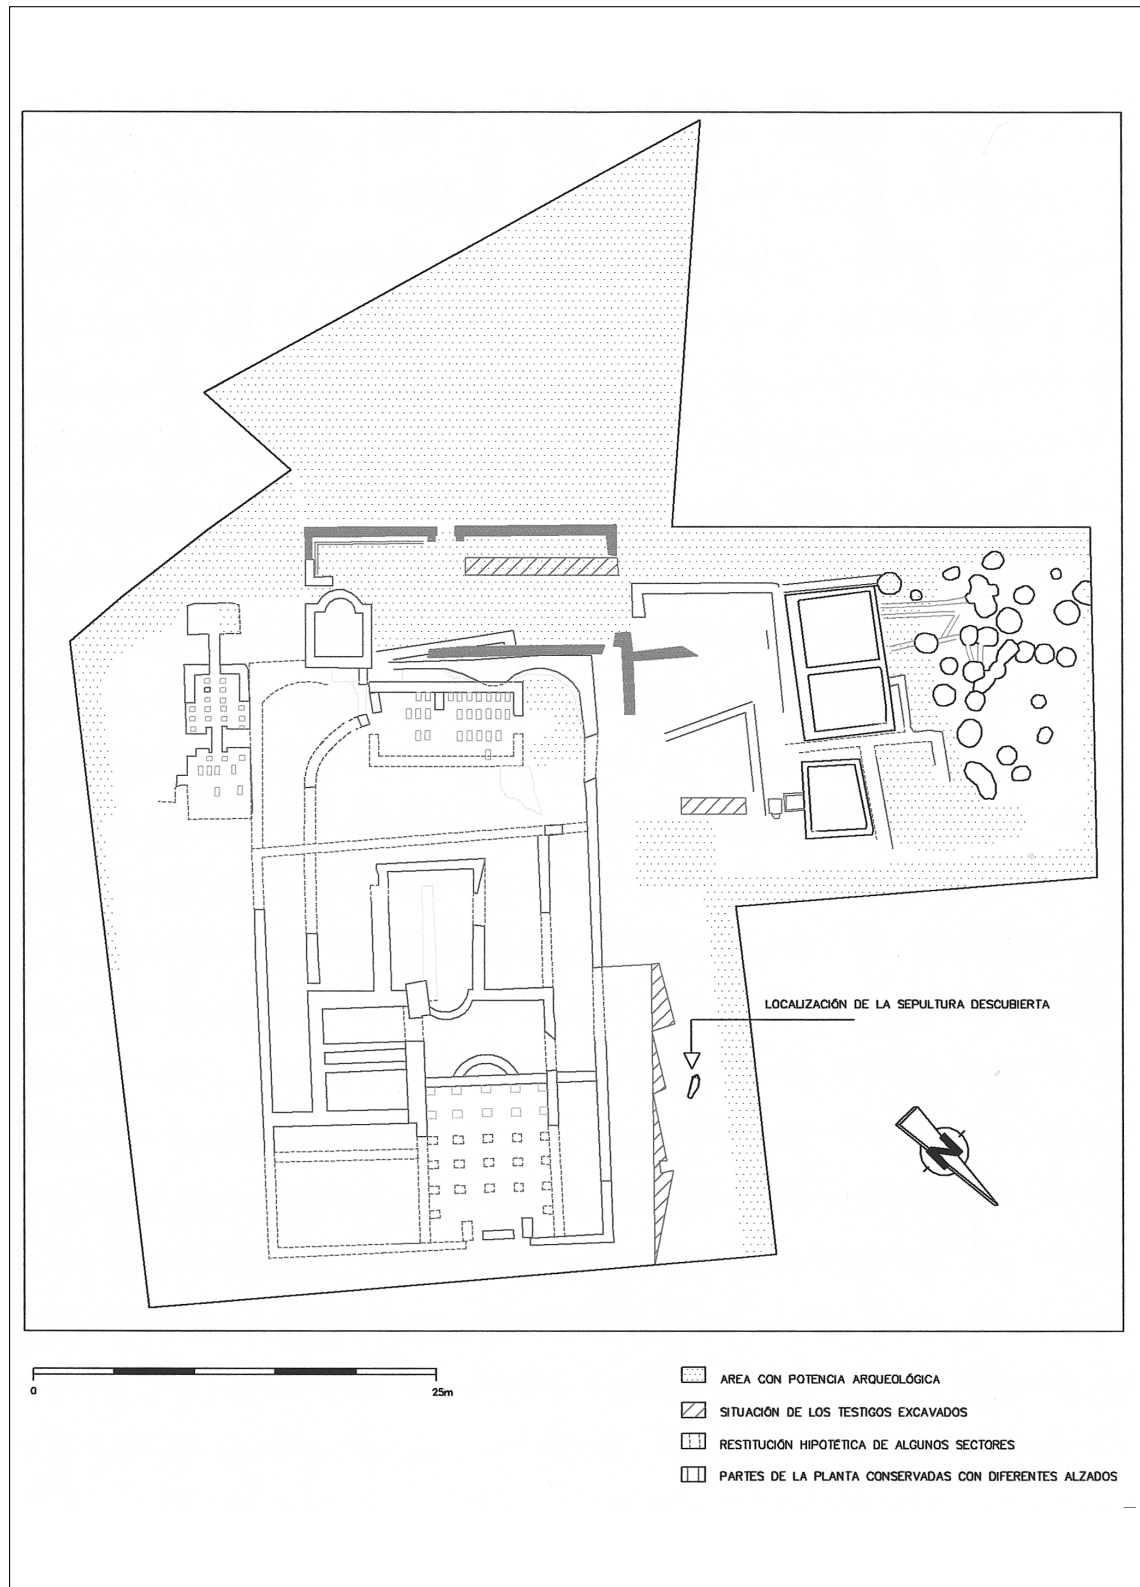 LOCALIZACIÓN DE LA SEPULTURA DESCUBIERTA
N
0
25m
AREA CON POTENCIA ARQUEOLÓGICA
SITUACIÓN DE LOS TESTIGOS EXCAVADOS
RESTITUCIÓN HIPOTÉTICA DE ALGUNOS SECTORES
PARTES DE LA PLANTA CONSERVADAS CON DIFERENTES ALZADOS